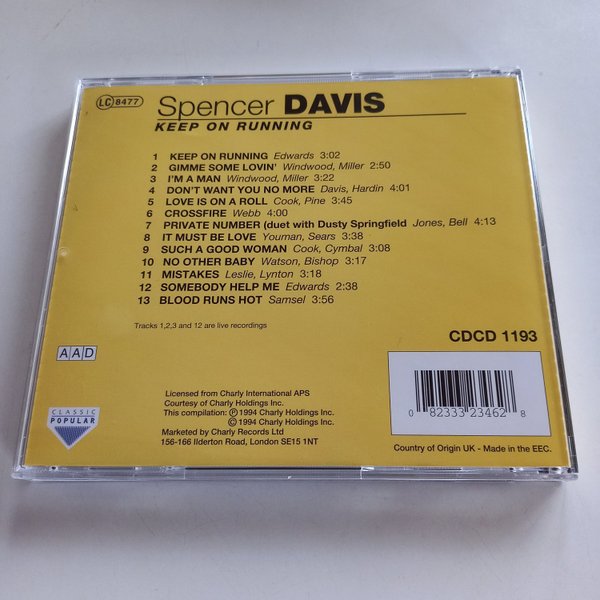 LC 8477
Spencer DAVIS
KEEP ON RUNNING
1 KEEP ON RUNNING Edwards 3:02
2 GIMME SOME LOVIN' Windwood, Miller 2:50
3 I'M A MAN Windwood, Miller 3:22
4 DON'T WANT YOU NO MORE Davis, Hardin 4:01
5 LOVE IS ON A ROLL Cook, Pine 3:45
6 CROSSFIRE Webb 4:00
7 PRIVATE NUMBER (duet with Dusty Springfield Jones, Bell 4:13
8 IT MUST BE LOVE Youman, Sears 3:38
9 SUCH A GOOD WOMAN Cook, Cymbal 3:08
10 NO OTHER BABY Watson, Bishop 3:17
11 MISTAKES Leslie, Lynton 3:18
12 SOMEBODY HELP ME Edwards 2:38
13 BLOOD RUNS HOT Samsel 3:56
Tracks 1,2,3 and 12 are live recordings
CDCD 1193
AAD
0 82333 23462 8
CLASSIC
POPULAR
Licensed from Charly International APS
Courtesy of Charly Holdings Inc.
This compilation: ℗ 1994 Charly Holdings Inc.
© 1994 Charly Holdings Inc.
Marketed by Charly Records Ltd
156-166 Ilderton Road, London SE15 1NT
Country of Origin UK - Made in the EEC.